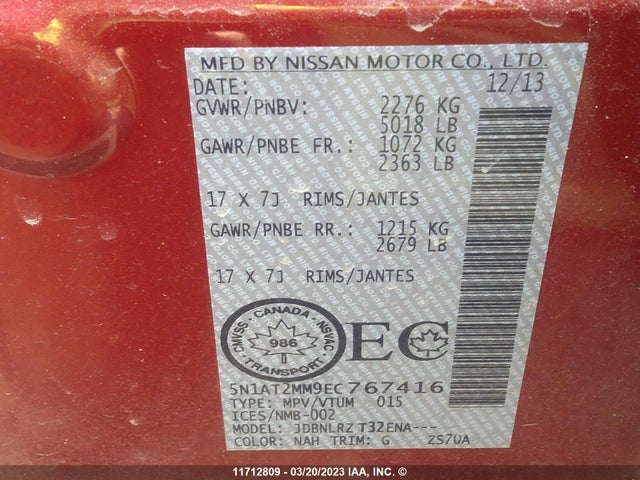 MFD BY NISSAN MOTOR CO., LTD.
DATE: 12/13
GVWR/PNBV: 2276 KG
5018 LB
GAWR/PNBE FR.: 1072 KG
2363 LB
17 X 7J RIMS/JANTES
GAWR/PNBE RR.: 1215 KG
2679 LB
17 X 7J RIMS/JANTES
CMVSS · CANADA · NSVAC
986
EC
5N1AT2MM9EC767416
TYPE: MPV/VTUM 015
ICES/NMB-002
MODEL: JDBNLRZ T32ENA---
COLOR: NAH TRIM: G ZS7UA
11712809 - 03/20/2023 IAA, INC. ©